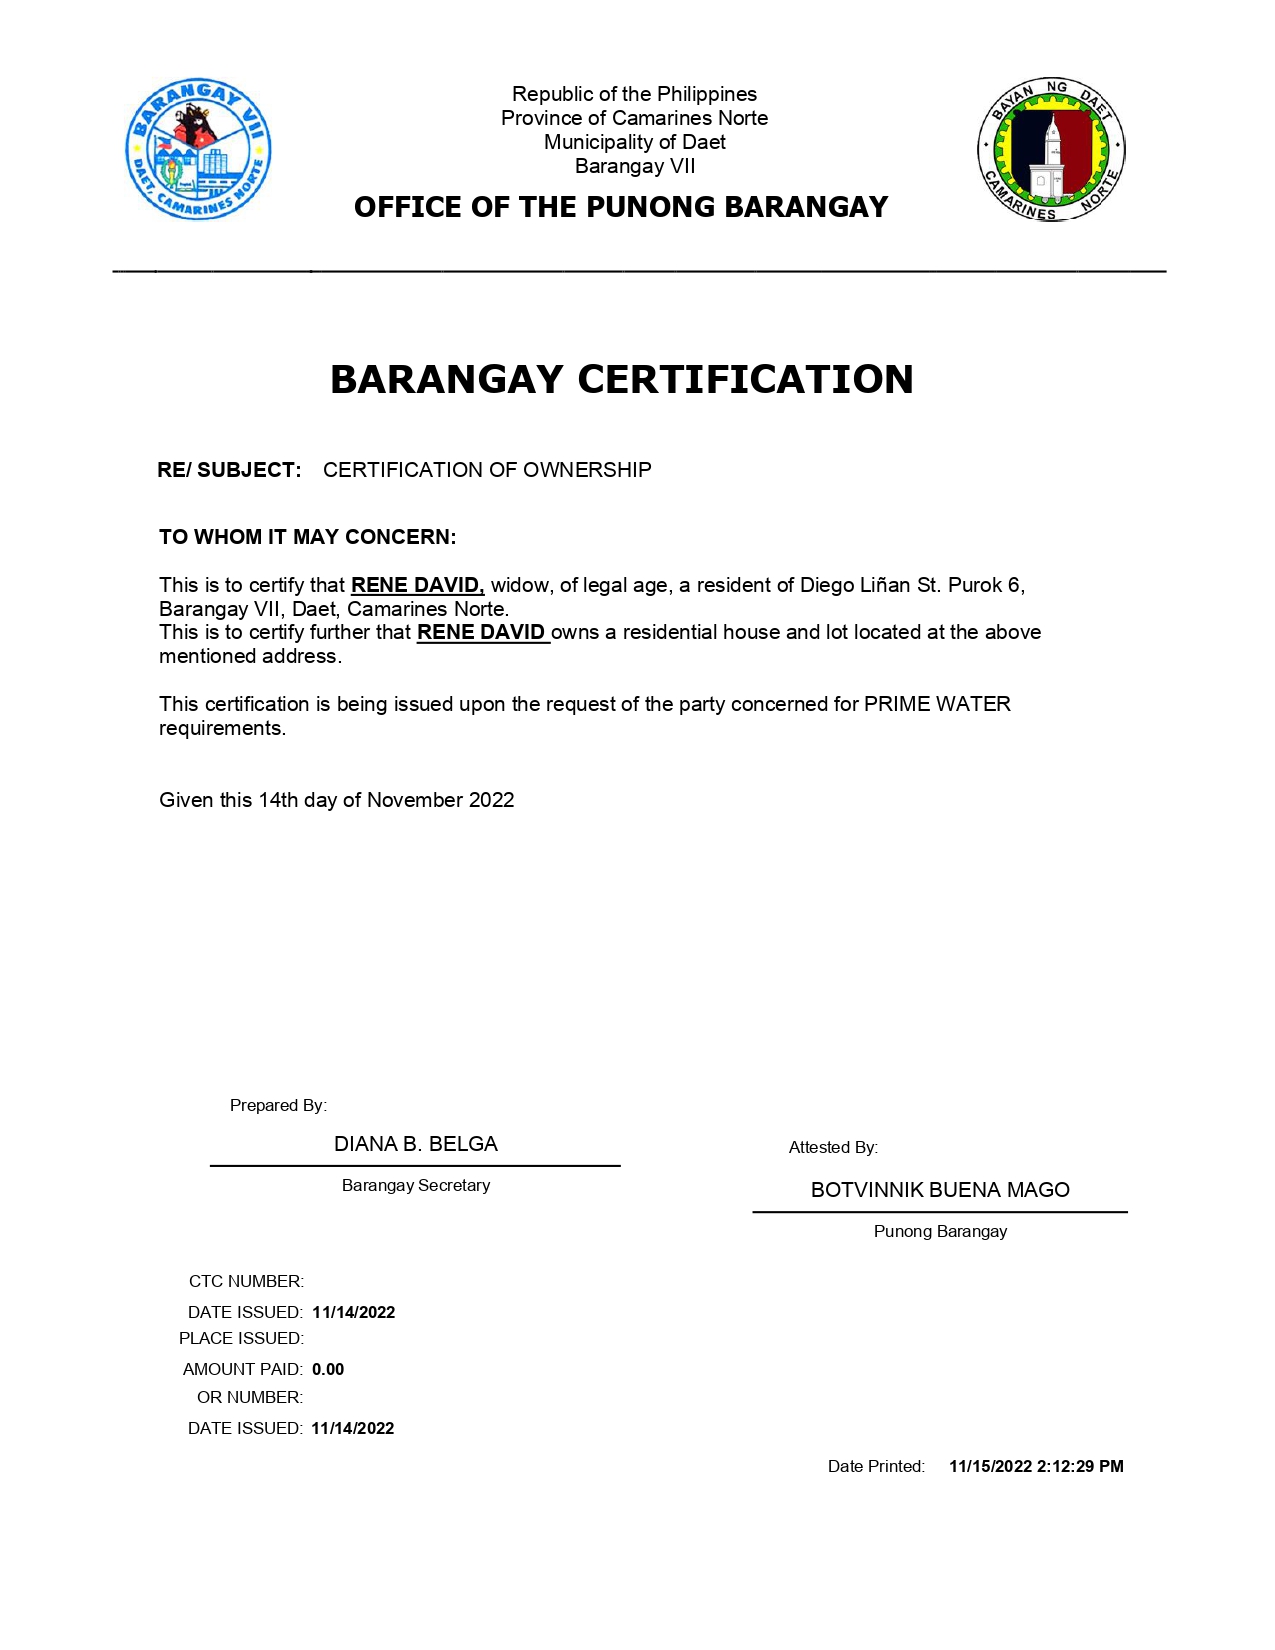 BARANGAY VII
DAET, CAMARINES NORTE
Republic of the Philippines
Province of Camarines Norte
Municipality of Daet
Barangay VII
OFFICE OF THE PUNONG BARANGAY
BAYAN NG DAET
CAMARINES NORTE
BARANGAY CERTIFICATION
RE/ SUBJECT: CERTIFICATION OF OWNERSHIP
TO WHOM IT MAY CONCERN:
This is to certify that RENE DAVID, widow, of legal age, a resident of Diego Liñan St. Purok 6,
Barangay VII, Daet, Camarines Norte.
This is to certify further that RENE DAVID owns a residential house and lot located at the above
mentioned address.
This certification is being issued upon the request of the party concerned for PRIME WATER
requirements.
Given this 14th day of November 2022
Prepared By:
DIANA B. BELGA
Barangay Secretary
Attested By:
BOTVINNIK BUENA MAGO
Punong Barangay
CTC NUMBER:
DATE ISSUED: 11/14/2022
PLACE ISSUED:
AMOUNT PAID: 0.00
OR NUMBER:
DATE ISSUED: 11/14/2022
Date Printed: 11/15/2022 2:12:29 PM